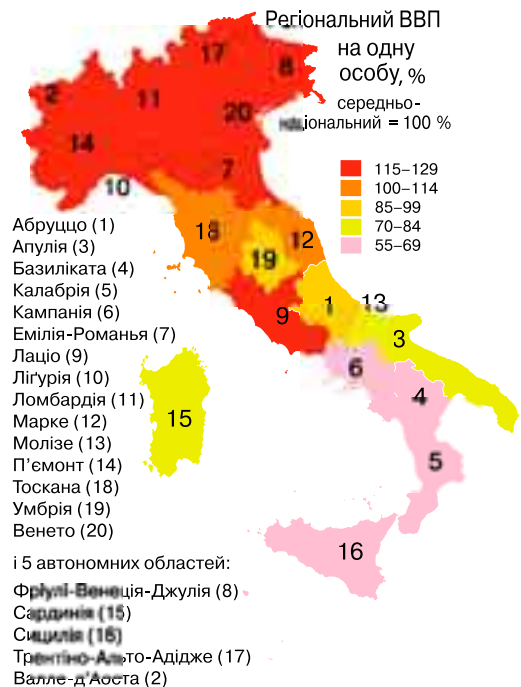 Регіональний ВВП
на одну
особу, %
середньо-
національний = 100 %
115–129
100–114
85–99
70–84
55–69
17
8
2
11
20
14
7
10
18
12
19
1
13
9
3
6
4
15
5
16
Абруццо (1)
Апулія (3)
Базиліката (4)
Калабрія (5)
Кампанія (6)
Емілія-Романья (7)
Лаціо (9)
Ліґурія (10)
Ломбардія (11)
Марке (12)
Молізе (13)
П’ємонт (14)
Тоскана (18)
Умбрія (19)
Венето (20)
і 5 автономних областей:
Фріулі-Венеція-Джулія (8)
Сардинія (15)
Сицилія (16)
Трентіно-Альто-Адідже (17)
Валле-д’Аоста (2)